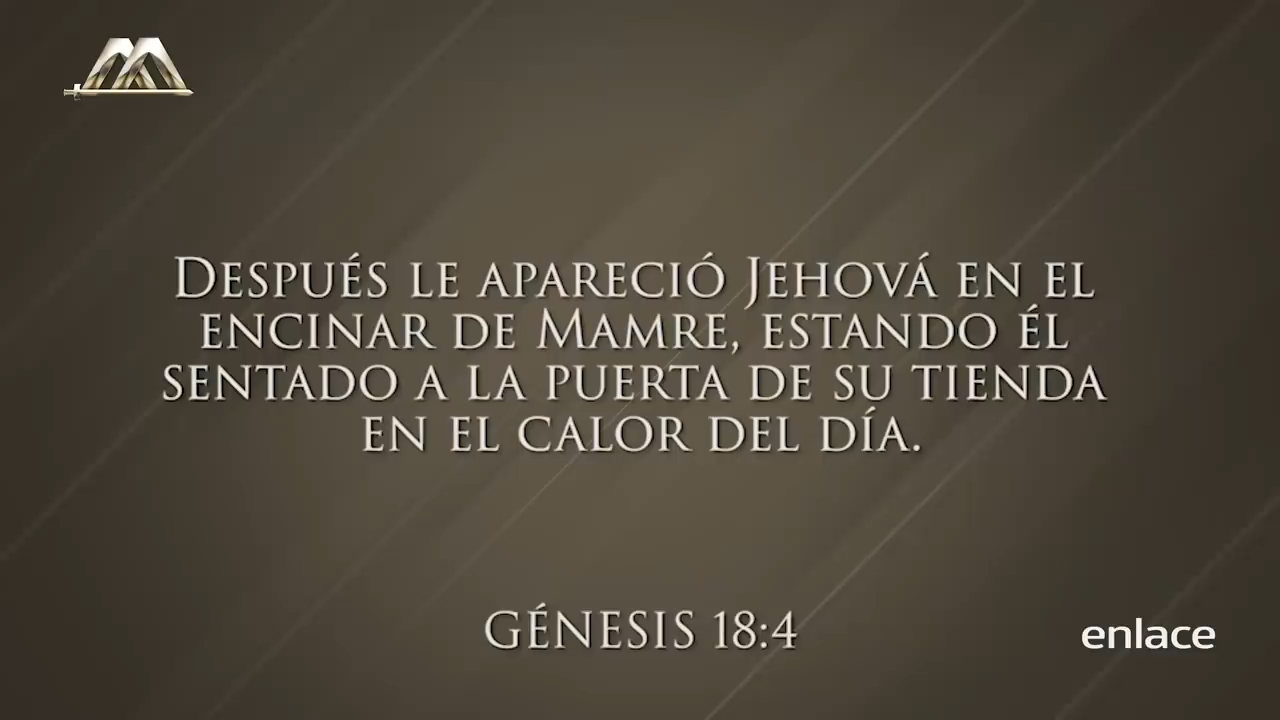 Después le apareció Jehová en el
encinar de Mamre, estando él
sentado a la puerta de su tienda
en el calor del día.
GÉNESIS 18:4
enlace